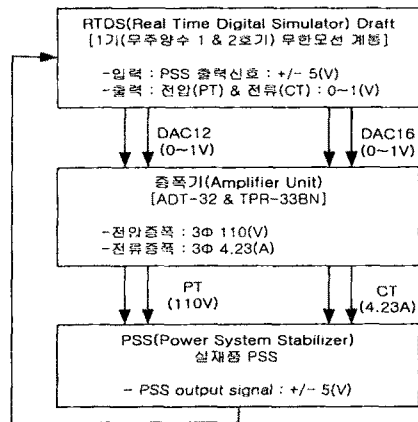 RTDS(Real Time Digital Simulator) Draft
[1기(무주양수 1 & 2호기) 무한모선 계통]
-입력 : PSS 출력신호 : +/- 5(V)
-출력 : 전압(PT) & 전류(CT) : 0~1(V)
DAC12
(0~1V)
DAC16
(0~1V)
증폭기(Amplifier Unit)
[ADT-32 & TPR-33BN]
-전압증폭 : 3Φ 110(V)
-전류증폭 : 3Φ 4.23(A)
PT
(110V)
CT
(4.23A)
PSS(Power System Stabilizer)
실제품 PSS
- PSS output signal : +/- 5(V)